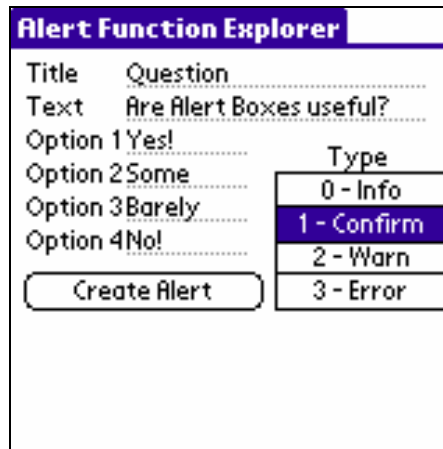 Alert Function Explorer
Title Question
Text Are Alert Boxes useful?
Option 1 Yes!
Option 2 Some
Option 3 Barely
Option 4 No!
Create Alert
Type
0 - Info
1 - Confirm
2 - Warn
3 - Error